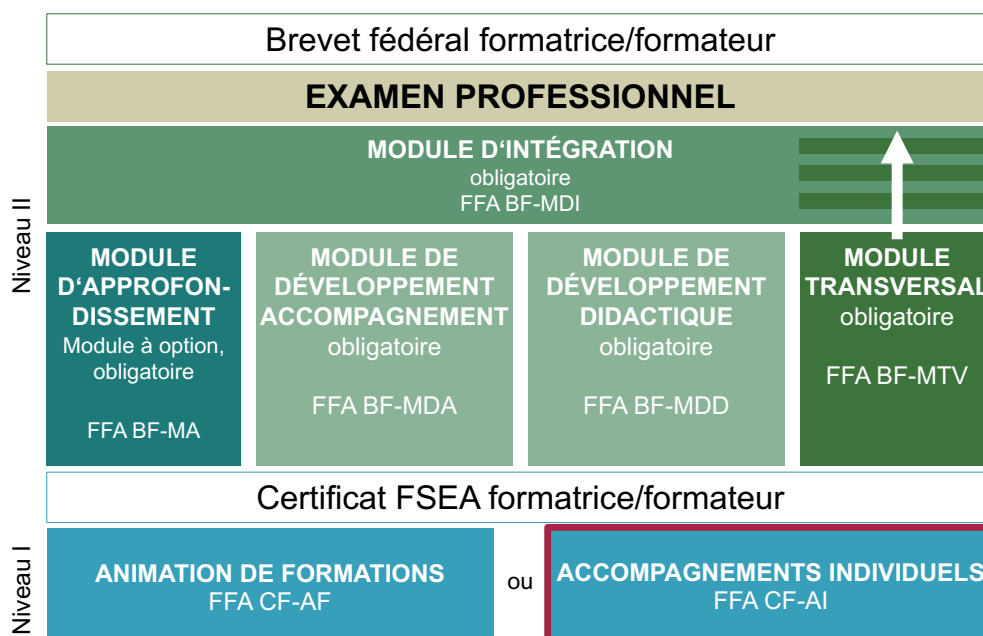 Brevet fédéral formatrice/formateur
EXAMEN PROFESSIONNEL
MODULE D‘INTÉGRATION
obligatoire
FFA BF-MDI
Niveau II
MODULE
D‘APPROFON-
DISSEMENT
Module à option,
obligatoire
FFA BF-MA
MODULE DE
DÉVELOPPEMENT
ACCOMPAGNEMENT
obligatoire
FFA BF-MDA
MODULE DE
DÉVELOPPEMENT
DIDACTIQUE
obligatoire
FFA BF-MDD
MODULE
TRANSVERSAL
obligatoire
FFA BF-MTV
Certificat FSEA formatrice/formateur
Niveau I
ANIMATION DE FORMATIONS
FFA CF-AF
ou
ACCOMPAGNEMENTS INDIVIDUELS
FFA CF-AI